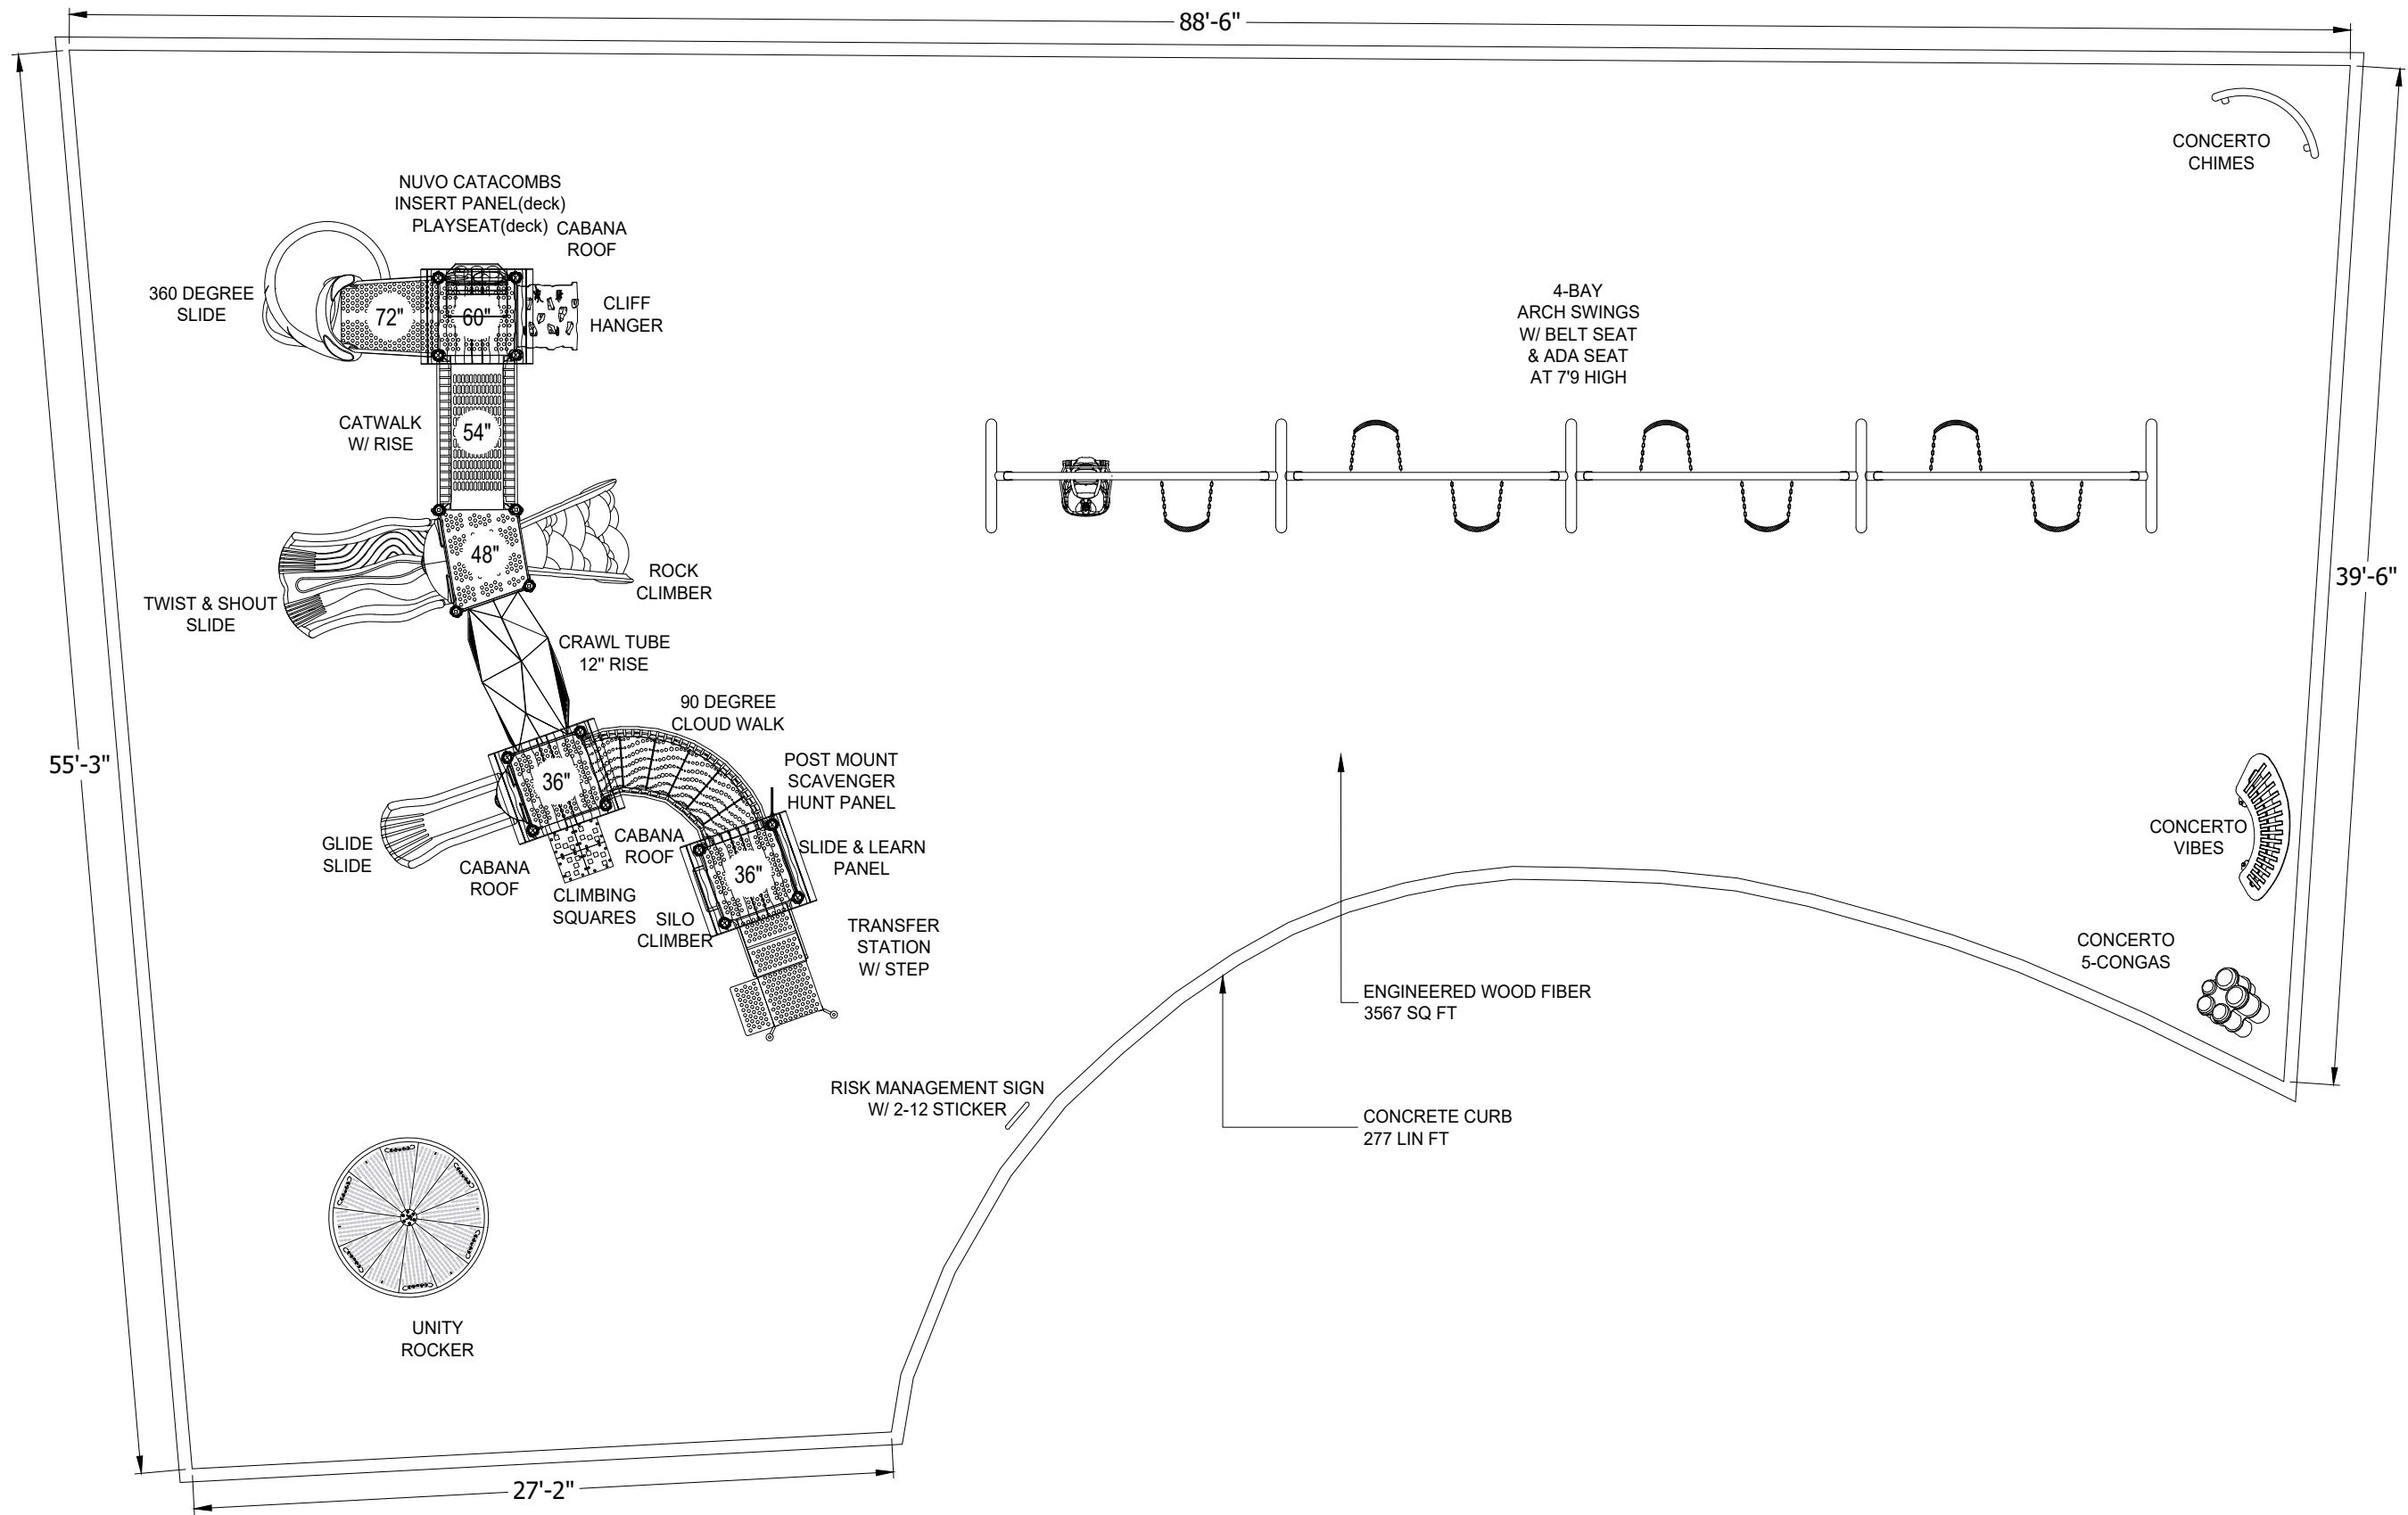 88'-6"
CONCERTO
CHIMES
NUVO CATACOMBS
INSERT PANEL(deck)
PLAYSEAT(deck)
CABANA
ROOF
360 DEGREE
SLIDE
72"
60"
CLIFF
HANGER
4-BAY
ARCH SWINGS
W/ BELT SEAT
& ADA SEAT
AT 7'9 HIGH
CATWALK
W/ RISE
54"
48"
ROCK
CLIMBER
39'-6"
TWIST & SHOUT
SLIDE
CRAWL TUBE
12" RISE
90 DEGREE
CLOUD WALK
55'-3"
36"
POST MOUNT
SCAVENGER
HUNT PANEL
GLIDE
SLIDE
CABANA
ROOF
CABANA
ROOF
SLIDE & LEARN
PANEL
36"
CLIMBING
SQUARES
SILO
CLIMBER
TRANSFER
STATION
W/ STEP
CONCERTO
VIBES
CONCERTO
5-CONGAS
ENGINEERED WOOD FIBER
3567 SQ FT
RISK MANAGEMENT SIGN
W/ 2-12 STICKER
CONCRETE CURB
277 LIN FT
UNITY
ROCKER
27'-2"